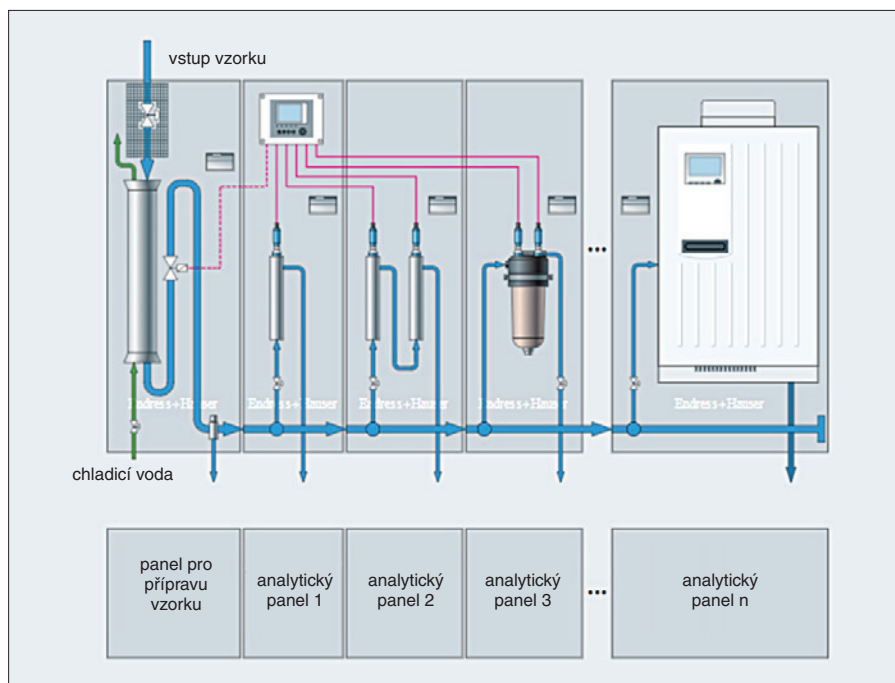 vstup vzorku
Endress+Hauser
Endress+Hauser
Endress+Hauser
Endress+Hauser
Endress+Hauser
chladicí voda
panel pro
přípravu
vzorku
analytický
panel 1
analytický
panel 2
analytický
panel 3
...
analytický
panel n